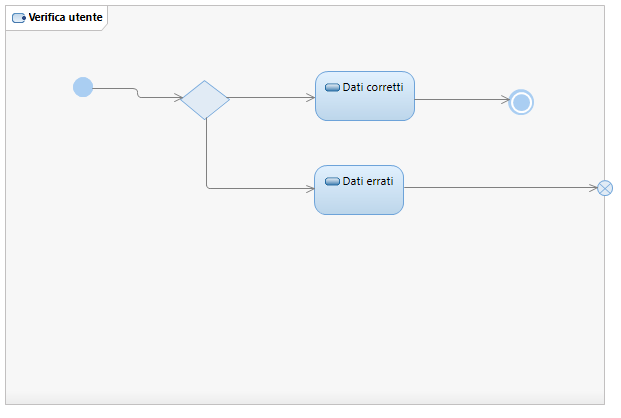 Verifica utente
Dati corretti
Dati errati